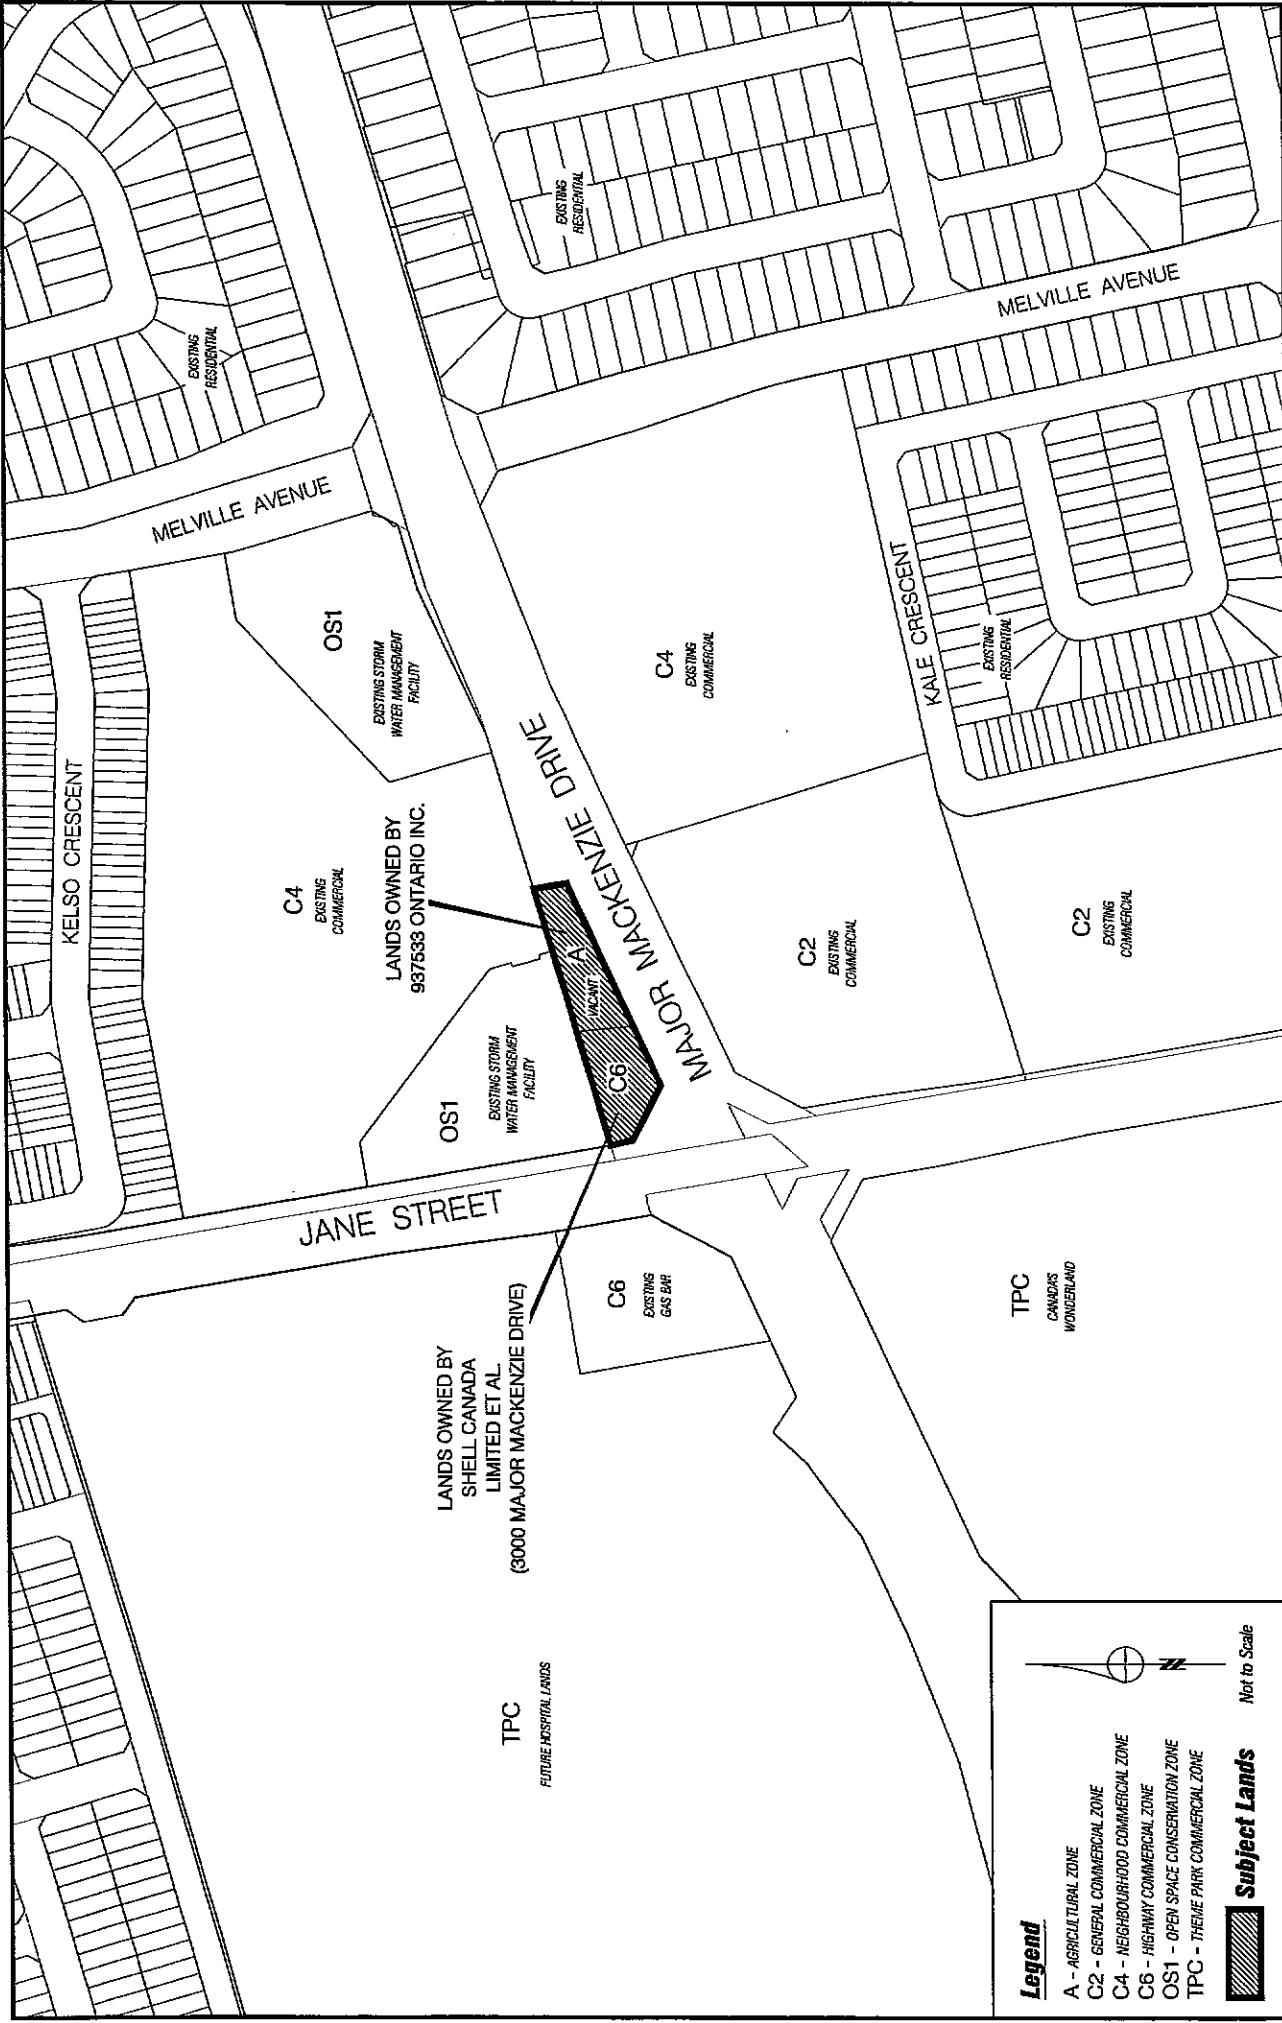 KELSO CRESCENT
MELVILLE AVENUE
EXISTING
RESIDENTIAL
C4
EXISTING
COMMERCIAL
OS1
EXISTING STORM
WATER MANAGEMENT
FACILITY
JANE STREET
OS1
EXISTING STORM
WATER MANAGEMENT
FACILITY
LANDS OWNED BY
937533 ONTARIO INC.
LANDS OWNED BY
SHELL CANADA
LIMITED ET AL.
(3000 MAJOR MACKENZIE DRIVE)
TPC
FUTURE HOSPITAL LANDS
C6
EXISTING
GAS BAR
C6
A
VACANT
MAJOR MACKENZIE DRIVE
EXISTING
RESIDENTIAL
C4
EXISTING
COMMERCIAL
C2
EXISTING
COMMERCIAL
MELVILLE AVENUE
KALE CRESCENT
EXISTING
RESIDENTIAL
TPC
CANADA'S
WONDERLAND
C2
EXISTING
COMMERCIAL
Legend
A - AGRICULTURAL ZONE
C2 - GENERAL COMMERCIAL ZONE
C4 - NEIGHBOURHOOD COMMERCIAL ZONE
C6 - HIGHWAY COMMERCIAL ZONE
OS1 - OPEN SPACE CONSERVATION ZONE
TPC - THEME PARK COMMERCIAL ZONE
N
Subject Lands
Not to Scale